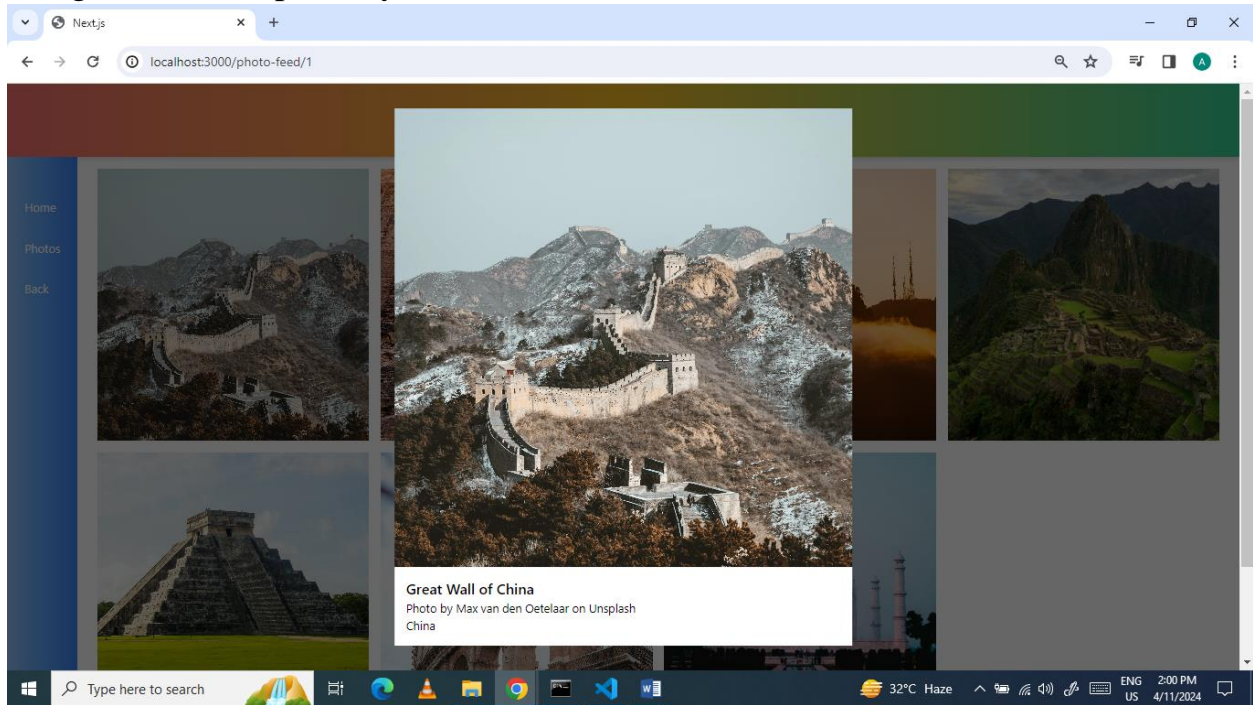 Next.js
localhost:3000/photo-feed/1
A
Home
Photos
Back
Great Wall of China
Photo by Max van den Oetelaar on Unsplash
China
Type here to search
32°C Haze
ENG
US
2:00 PM
4/11/2024